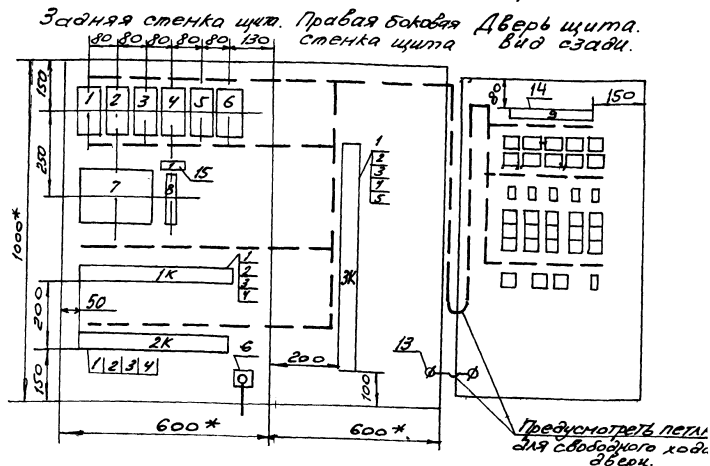 Задняя стенка щита. Правая боковая стенка щита Дверь щита. Вид сзади.
80 80 80 80 80 130
150
250
1000*
200
150
50
1 2 3 4 5 6
7
8
15
1К
1
2
3
4
2К
1 2 3 4
6
3К
1
2
3
4
5
200
100
13
600* 600*
80
14
9
150
Предусмотреть петли
для свободного хода
двери.